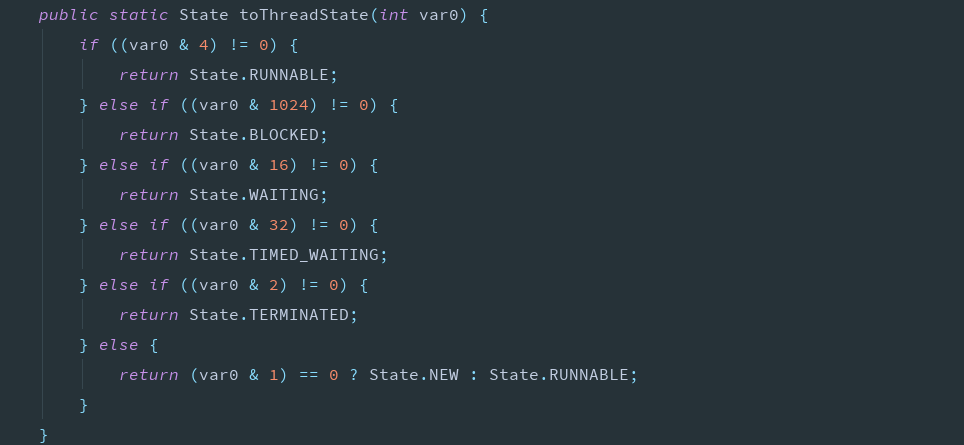 public static State toThreadState(int var0) {
    if ((var0 & 4) != 0) {
        return State.RUNNABLE;
    } else if ((var0 & 1024) != 0) {
        return State.BLOCKED;
    } else if ((var0 & 16) != 0) {
        return State.WAITING;
    } else if ((var0 & 32) != 0) {
        return State.TIMED_WAITING;
    } else if ((var0 & 2) != 0) {
        return State.TERMINATED;
    } else {
        return (var0 & 1) == 0 ? State.NEW : State.RUNNABLE;
    }
}